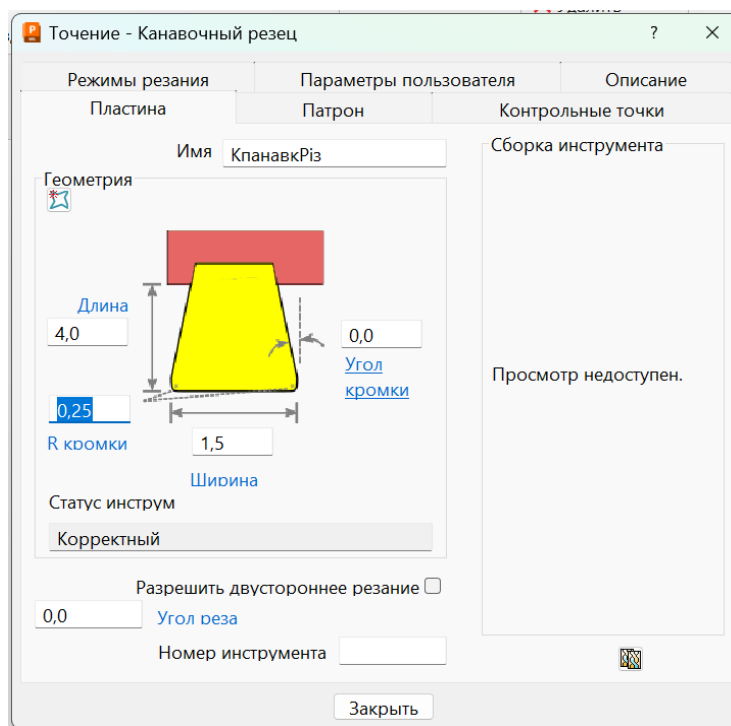 Удалить
Точение - Канавочный резец
?
Режимы резания
Параметры пользователя
Описание
Пластина
Патрон
Контрольные точки
Имя
КпанавкРіз
Сборка инструмента
Геометрия
Длина
4,0
0,0
Угол
кромки
Просмотр недоступен.
0,25
R кромки
1,5
Ширина
Статус инструм
Корректный
Разрешить двустороннее резание
0,0
Угол реза
Номер инструмента
Закрыть